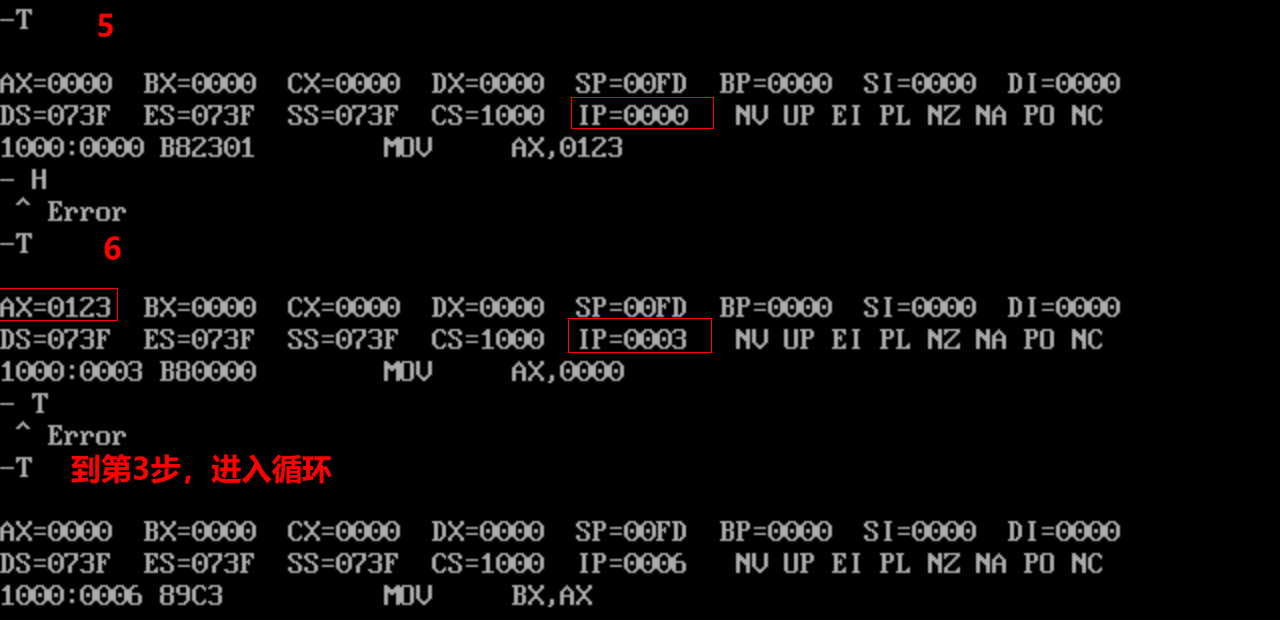 -T 5
AX=0000 BX=0000 CX=0000 DX=0000 SP=00FD BP=0000 SI=0000 DI=0000
DS=073F ES=073F SS=073F CS=1000 IP=0000 NV UP EI PL NZ NA PO NC
1000:0000 B82301 MOV AX,0123
- H
^ Error
-T 6
AX=0123 BX=0000 CX=0000 DX=0000 SP=00FD BP=0000 SI=0000 DI=0000
DS=073F ES=073F SS=073F CS=1000 IP=0003 NV UP EI PL NZ NA PO NC
1000:0003 B80000 MOV AX,0000
- T
^ Error
-T 到第3步，进入循环
AX=0000 BX=0000 CX=0000 DX=0000 SP=00FD BP=0000 SI=0000 DI=0000
DS=073F ES=073F SS=073F CS=1000 IP=0006 NV UP EI PL NZ NA PO NC
1000:0006 89C3 MOV BX,AX